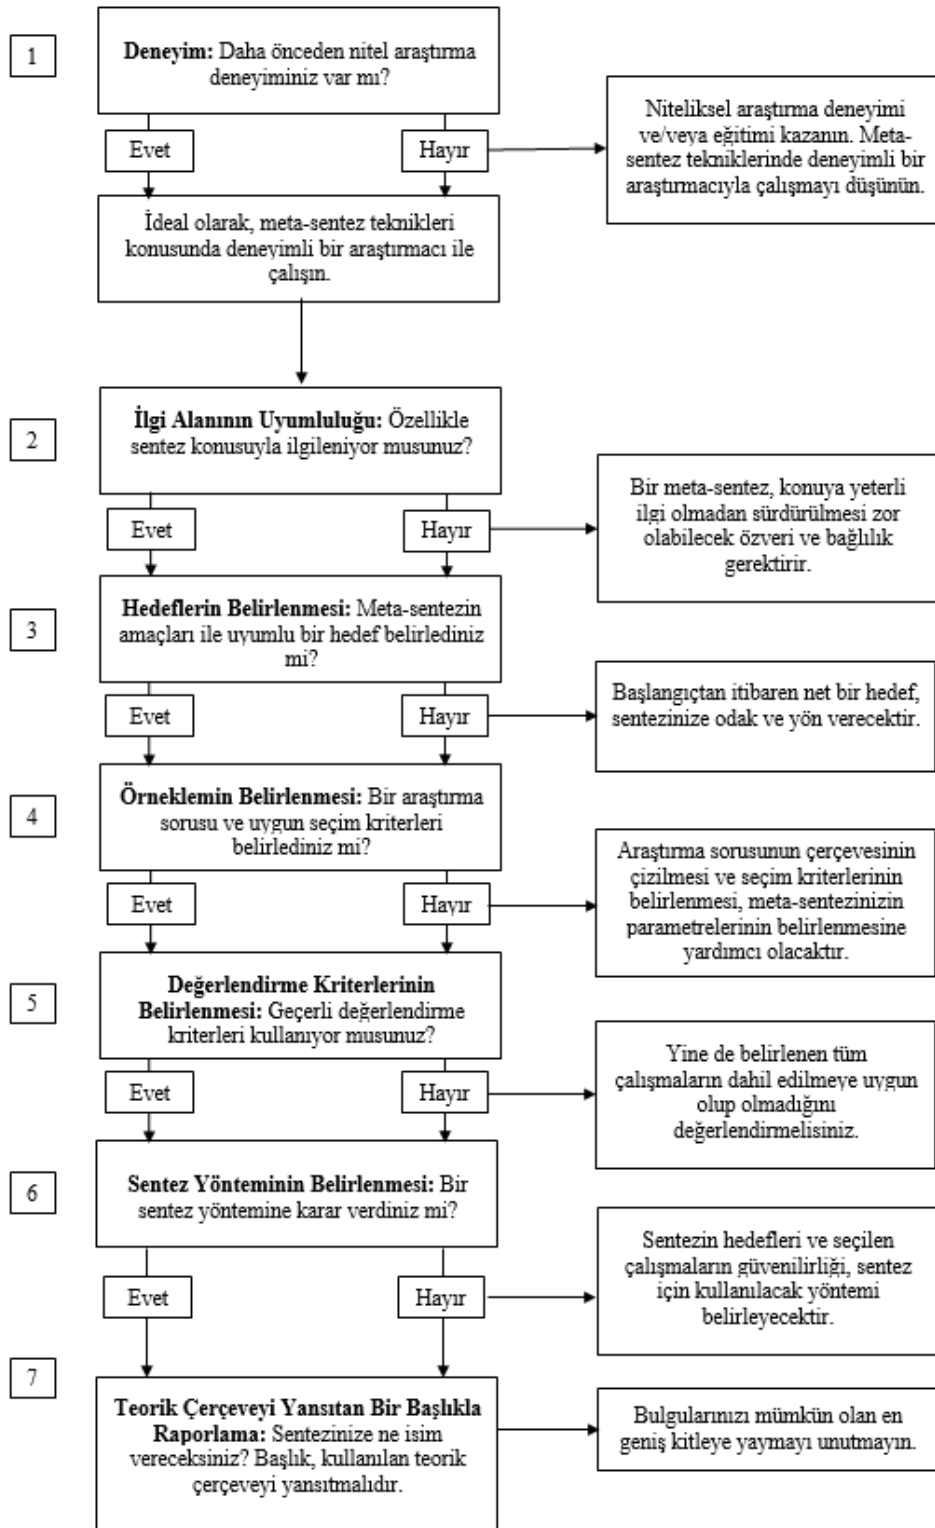 1
Deneyim: Daha önceden nitel araştırma
deneyiminiz var mı?
Evet
Hayır
Niteliksel araştırma deneyimi
ve/veya eğitimi kazanın. Meta-
sentez tekniklerinde deneyimli bir
araştırmacıyla çalışmayı düşünün.
İdeal olarak, meta-sentez teknikleri
konusunda deneyimli bir araştırmacı ile
çalışın.
2
İlgi Alanının Uyumluluğu: Özellikle
sentez konusuyla ilgileniyor musunuz?
Evet
Hayır
Bir meta-sentez, konuya yeterli
ilgi olmadan sürdürülmesi zor
olabilecek özveri ve bağlılık
gerektirir.
3
Hedeflerin Belirlenmesi: Meta-sentezin
amaçları ile uyumlu bir hedef belirlediniz
mi?
Evet
Hayır
Başlangıçtan itibaren net bir hedef,
sentezinize odak ve yön verecektir.
4
Örneklemin Belirlenmesi: Bir araştırma
sorusu ve uygun seçim kriterleri
belirlediniz mi?
Evet
Hayır
Araştırma sorusunun çerçevesinin
çizilmesi ve seçim kriterlerinin
belirlenmesi, meta-sentezinizin
parametrelerinin belirlenmesine
yardımcı olacaktır.
5
Değerlendirme Kriterlerinin
Belirlenmesi: Geçerli değerlendirme
kriterleri kullanıyor musunuz?
Evet
Hayır
Yine de belirlenen tüm
çalışmaların dahil edilmeye uygun
olup olmadığını
değerlendirmelisiniz.
6
Sentez Yönteminin Belirlenmesi: Bir
sentez yöntemine karar verdiniz mi?
Evet
Hayır
Sentezin hedefleri ve seçilen
çalışmaların güvenilirliği, sentez
için kullanılacak yöntemi
belirleyecektir.
7
Teorik Çerçeveyi Yansıtan Bir Başlıkla
Raporlama: Sentezinize ne isim
vereceksiniz? Başlık, kullanılan teorik
çerçeveyi yansıtmalıdır.
Bulgularınızı mümkün olan en
geniş kitleye yaymayı unutmayın.